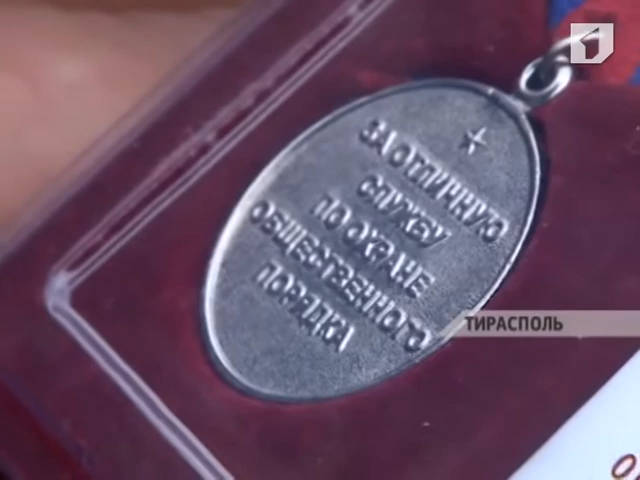 1
ЗА ОТЛИЧНУЮ
СЛУЖБУ
ПО ОХРАНЕ
ОБЩЕСТВЕННОГО
ПОРЯДКА
ТИРАСПОЛЬ